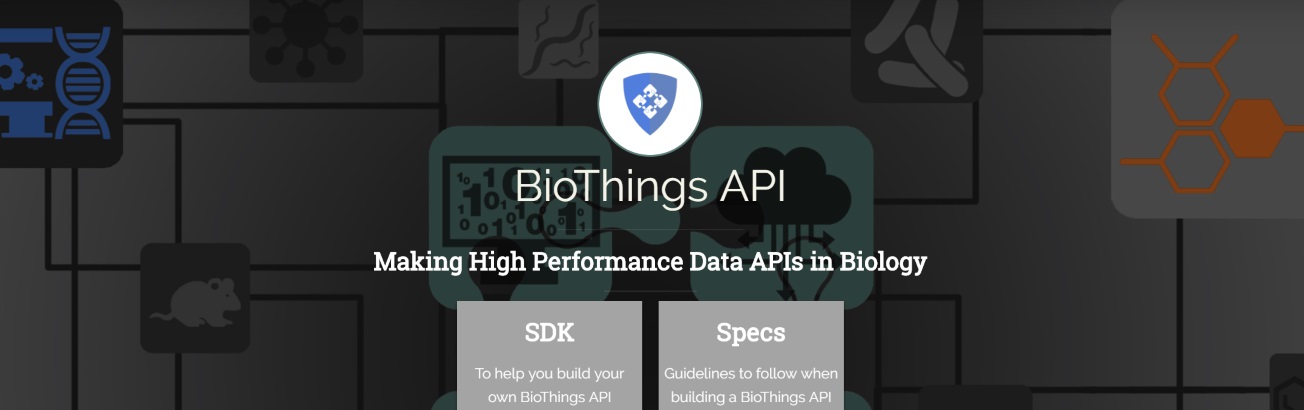 BioThings API
Making High Performance Data APIs in Biology
SDK
To help you build your
own BioThings API
Specs
Guidelines to follow when
building a BioThings API